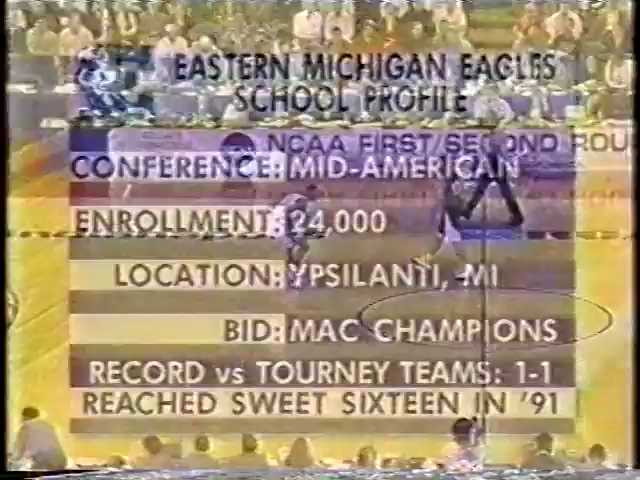 EASTERN MICHIGAN EAGLES
SCHOOL PROFILE
NCAA FIRST/SECOND ROU
CONFERENCE: MID-AMERICAN
ENROLLMENT: 24,000
LOCATION: YPSILANTI, MI
BID: MAC CHAMPIONS
RECORD vs TOURNEY TEAMS: 1-1
REACHED SWEET SIXTEEN IN '91